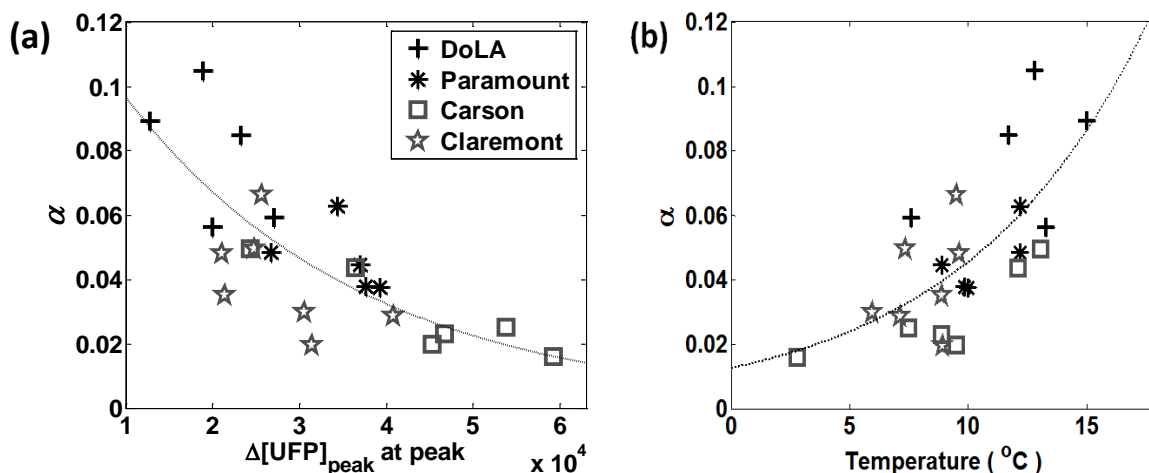 (a)
0.12
0.1
0.08
0.06
0.04
0.02
0
α
1
2
3
4
5
6
Δ[UFP]peak at peak
x 10^4
DoLA
Paramount
Carson
Claremont
(b)
0.12
0.1
0.08
0.06
0.04
0.02
0
α
0
5
10
15
Temperature ( °C)